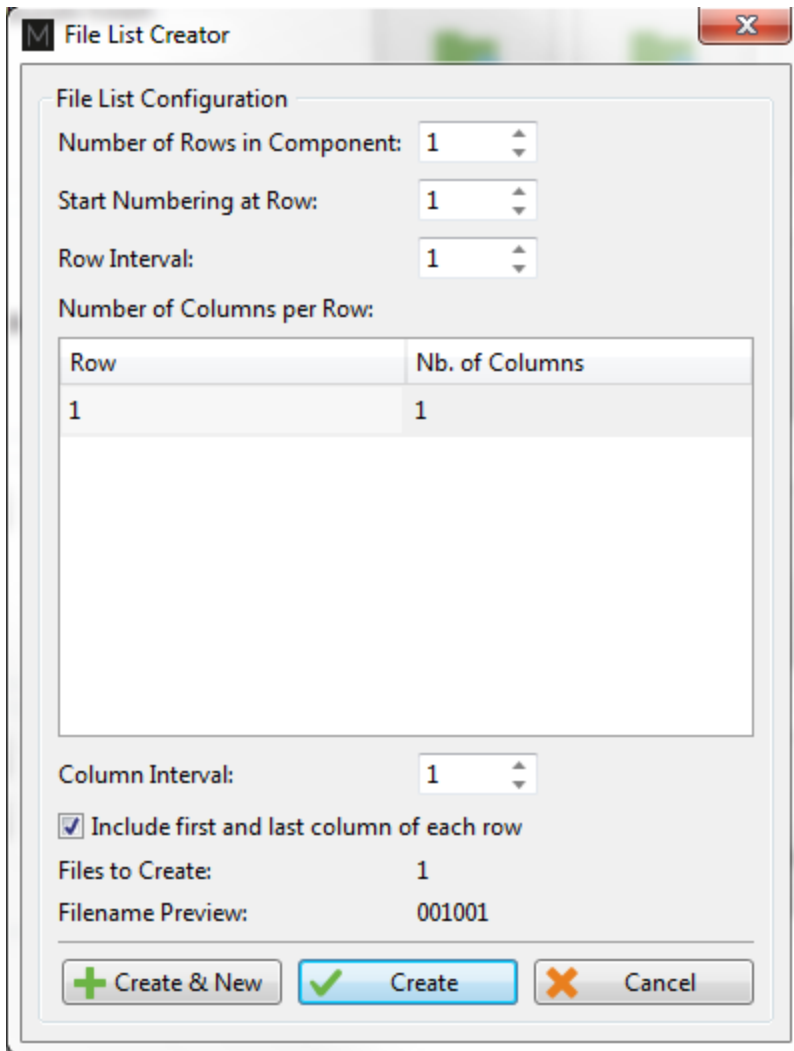 M File List Creator
File List Configuration
Number of Rows in Component: 1
Start Numbering at Row: 1
Row Interval: 1
Number of Columns per Row:
Row Nb. of Columns
1 1
Column Interval: 1
Include first and last column of each row
Files to Create: 1
Filename Preview: 001001
Create & New Create Cancel